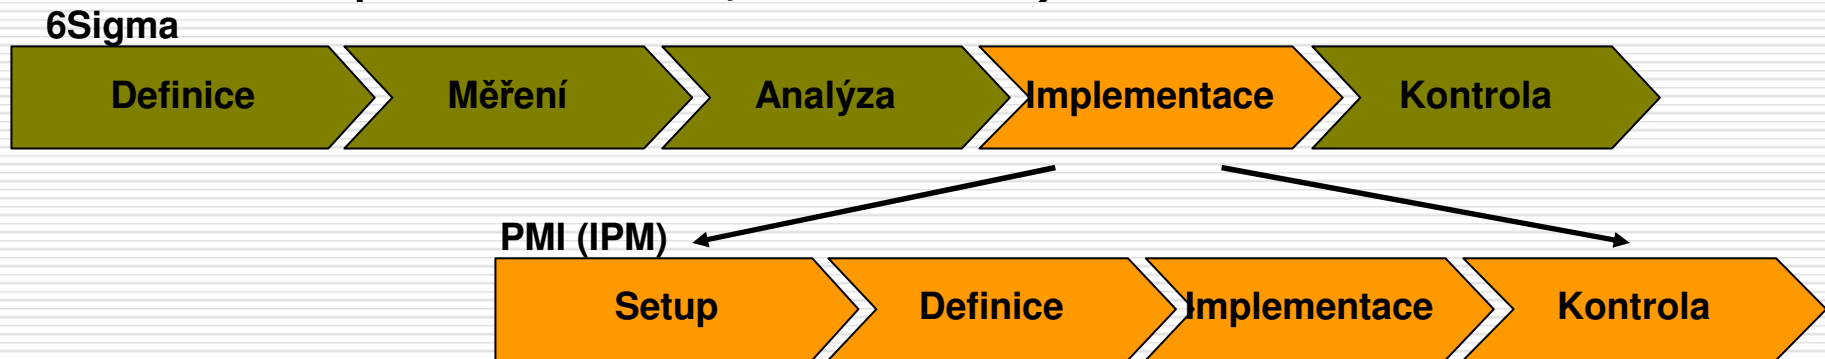 6Sigma
Definice Měření Analýza Implementace Kontrola
PMI (IPM)
Setup Definice Implementace Kontrola